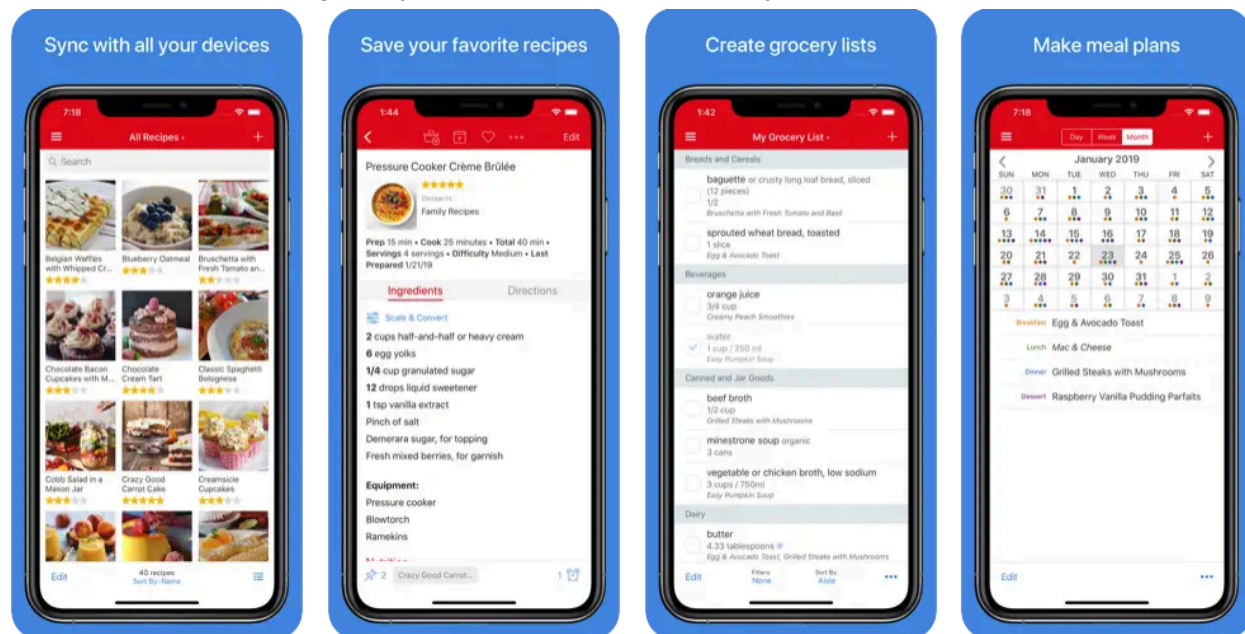 Sync with all your devices
7:18
All Recipes
Search
Belgian Waffles
with Whipped Cr...
Blueberry Oatmeal
Bruschetta with
Fresh Tomato an...
Chocolate Bacon
Cupcakes with M...
Chocolate
Cream Tart
Classic Spaghetti
Bolognese
Cobb Salad in a
Mason Jar
Crazy Good
Carrot Cake
Creamsicle
Cupcakes
Edit
40 recipes
Sort By: Name
Save your favorite recipes
1:44
Edit
Pressure Cooker Crème Brûlée
Desserts
Family Recipes
Prep 15 min • Cook 25 minutes • Total 40 min •
Servings 4 servings • Difficulty Medium • Last
Prepared 1/21/19
Ingredients
Directions
Scale & Convert
2 cups half-and-half or heavy cream
6 egg yolks
1/4 cup granulated sugar
12 drops liquid sweetener
1 tsp vanilla extract
Pinch of salt
Demerara sugar, for topping
Fresh mixed berries, for garnish
Equipment:
Pressure cooker
Blowtorch
Ramekins
2
Crazy Good Carrot...
1
Create grocery lists
1:42
My Grocery List
Breads and Cereals
baguette or crusty long loaf bread, sliced
(12 pieces)
1/2
Bruschetta with Fresh Tomato and Basil
sprouted wheat bread, toasted
1 slice
Egg & Avocado Toast
Beverages
orange juice
3/4 cup
Creamy Peach Smoothies
water
1 cup / 250 ml
Easy Pumpkin Soup
Canned and Jar Goods
beef broth
1/2 cup
Grilled Steaks with Mushrooms
minestrone soup organic
3 cans
vegetable or chicken broth, low sodium
3 cups / 750ml
Easy Pumpkin Soup
Dairy
butter
4.33 tablespoons
Egg & Avocado Toast; Grilled Steaks with Mushrooms
Edit
Filters:
None
Sort By:
Aisle
Make meal plans
7:18
Day Week Month
January 2019
SUN MON TUE WED THU FRI SAT
30 31 1 2 3 4 5
6 7 8 9 10 11 12
13 14 15 16 17 18 19
20 21 22 23 24 25 26
27 28 29 30 31 1 2
3 4 5 6 7 8 9
Breakfast Egg & Avocado Toast
Lunch Mac & Cheese
Dinner Grilled Steaks with Mushrooms
Dessert Raspberry Vanilla Pudding Parfaits
Edit